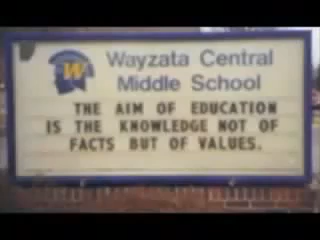 W
Wayzata Central
Middle School
THE AIM OF EDUCATION
IS THE KNOWLEDGE NOT OF
FACTS BUT OF VALUES.